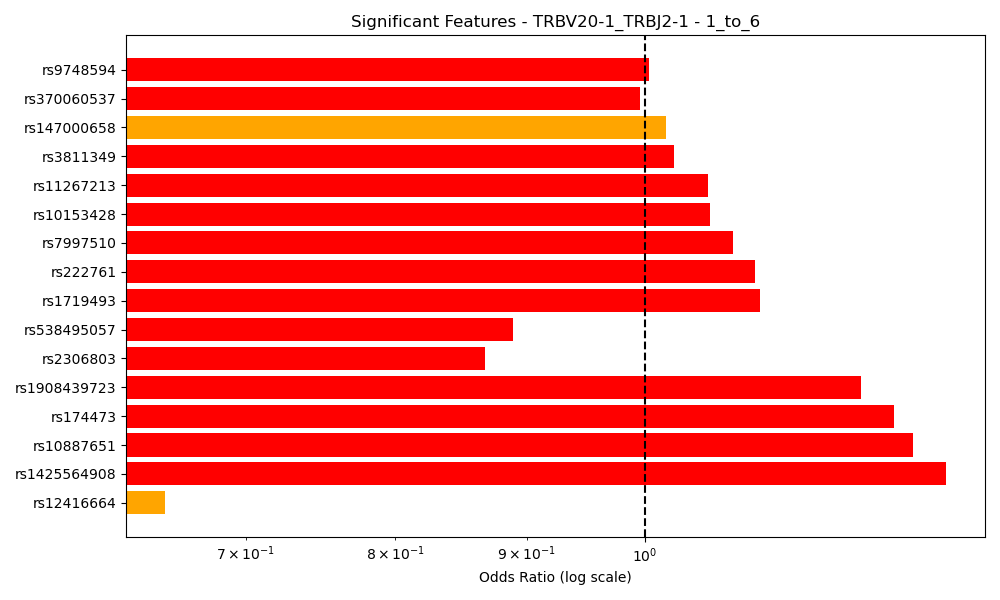 Significant Features - TRBV20-1_TRBJ2-1 - 1_to_6
rs9748594
rs370060537
rs147000658
rs3811349
rs11267213
rs10153428
rs7997510
rs222761
rs1719493
rs538495057
rs2306803
rs1908439723
rs174473
rs10887651
rs1425564908
rs12416664
7 × 10⁻¹ 8 × 10⁻¹ 9 × 10⁻¹ 10⁰
Odds Ratio (log scale)